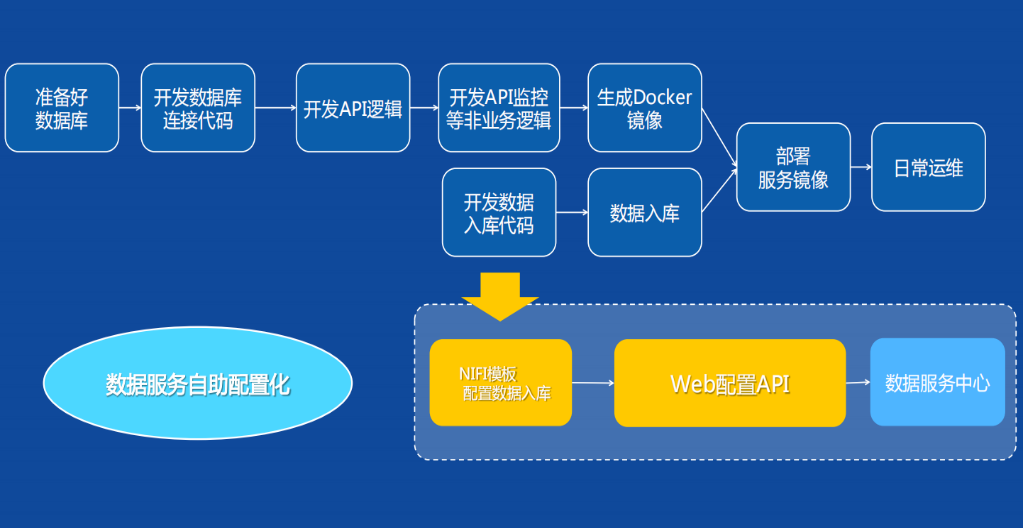 准备好
数据库
开发数据库
连接代码
开发API逻辑
开发API监控
等非业务逻辑
生成Docker
镜像
部署
服务镜像
日常运维
开发数据
入库代码
数据入库
数据服务自助配置化
NIFI模板
配置数据入库
Web配置API
数据服务中心